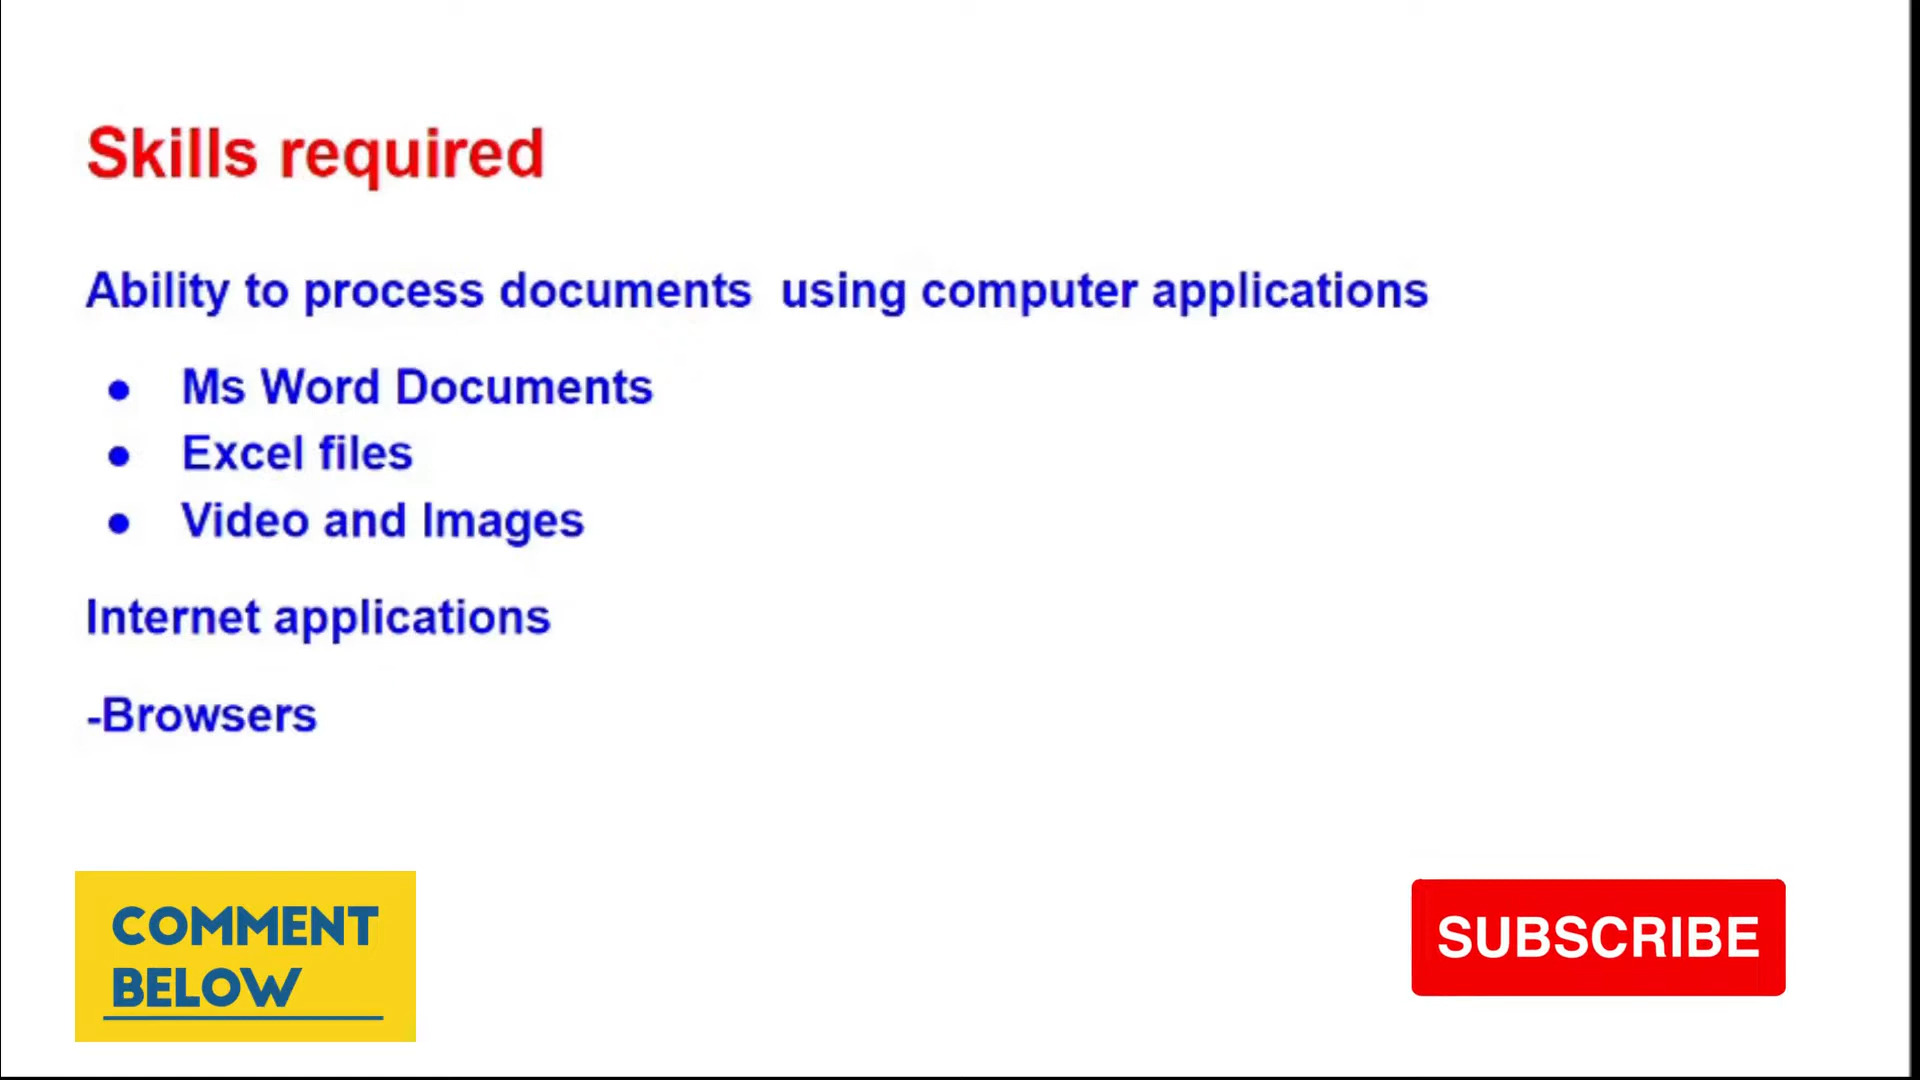 Skills required
Ability to process documents  using computer applications
● Ms Word Documents
● Excel files
● Video and Images
Internet applications
-Browsers
COMMENT
BELOW
SUBSCRIBE